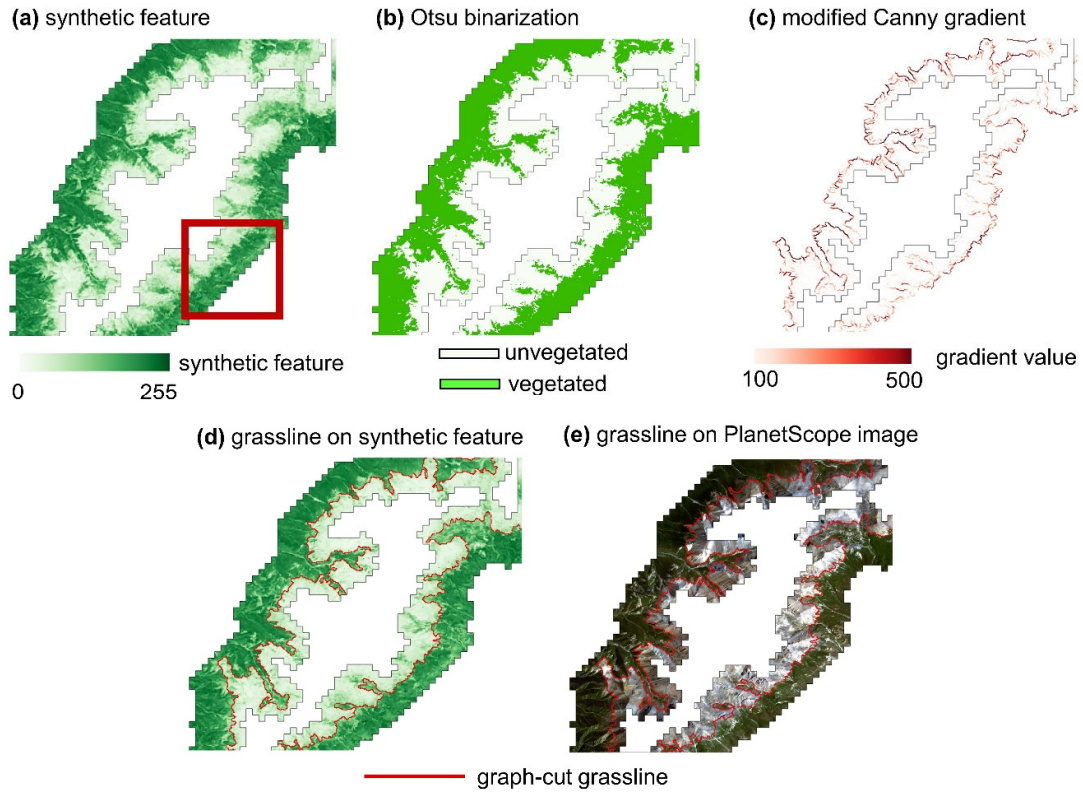 (a) synthetic feature
(b) Otsu binarization
(c) modified Canny gradient
synthetic feature
0 255
unvegetated
vegetated
gradient value
100 500
(d) grassline on synthetic feature
(e) grassline on PlanetScope image
graph-cut grassline